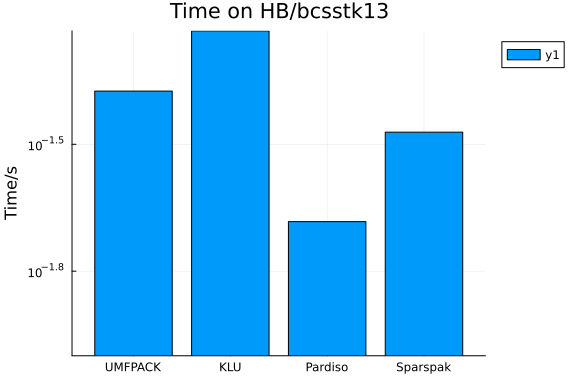 Time on HB/bcsstk13
y1
Time/s
10^−1.5
10^−1.8
UMFPACK KLU Pardiso Sparspak